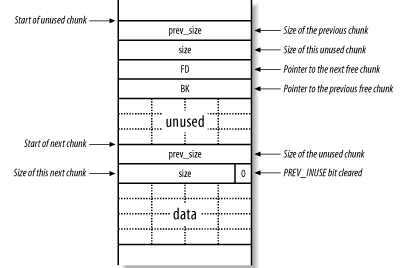 Start of unused chunk
prev_size Size of the previous chunk
size Size of this unused chunk
FD Pointer to the next free chunk
BK Pointer to the previous free chunk
unused
Start of next chunk
prev_size Size of the unused chunk
Size of this next chunk size 0 PREV_INUSE bit cleared
data